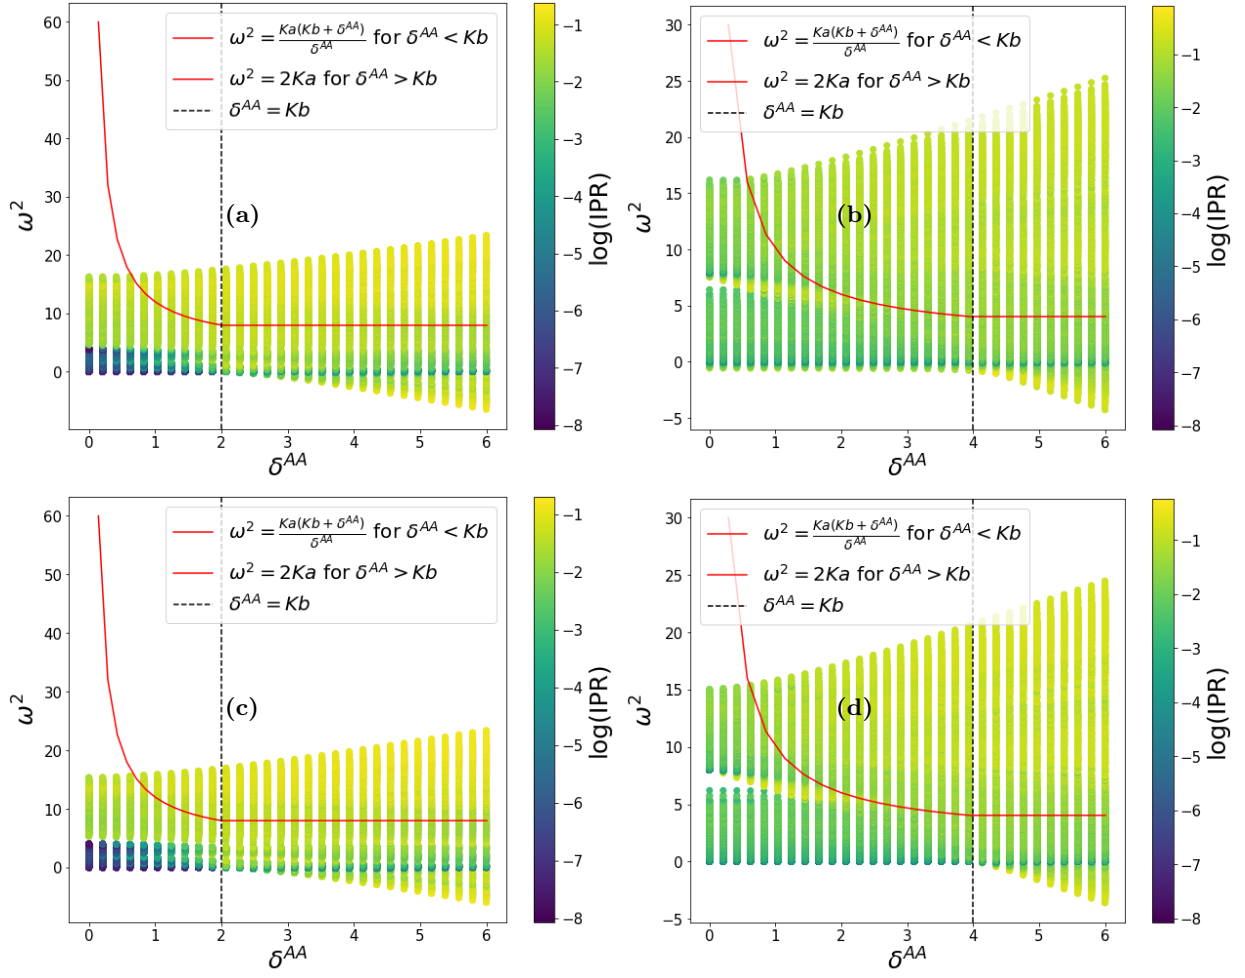 60
50
40
30
20
10
0
ω²
ω² = Ka(Kb + δ^AA)/δ^AA for δ^AA < Kb
ω² = 2Ka for δ^AA > Kb
δ^AA = Kb
(a)
0 1 2 3 4 5 6
δ^AA
−1
−2
−3
−4
−5
−6
−7
−8
log(IPR)
30
25
20
15
10
5
0
−5
ω²
ω² = Ka(Kb + δ^AA)/δ^AA for δ^AA < Kb
ω² = 2Ka for δ^AA > Kb
δ^AA = Kb
(b)
0 1 2 3 4 5 6
δ^AA
−1
−2
−3
−4
−5
−6
−7
−8
log(IPR)
60
50
40
30
20
10
0
ω²
ω² = Ka(Kb + δ^AA)/δ^AA for δ^AA < Kb
ω² = 2Ka for δ^AA > Kb
δ^AA = Kb
(c)
0 1 2 3 4 5 6
δ^AA
−1
−2
−3
−4
−5
−6
−7
−8
log(IPR)
30
25
20
15
10
5
0
−5
ω²
ω² = Ka(Kb + δ^AA)/δ^AA for δ^AA < Kb
ω² = 2Ka for δ^AA > Kb
δ^AA = Kb
(d)
0 1 2 3 4 5 6
δ^AA
−1
−2
−3
−4
−5
−6
−7
−8
log(IPR)